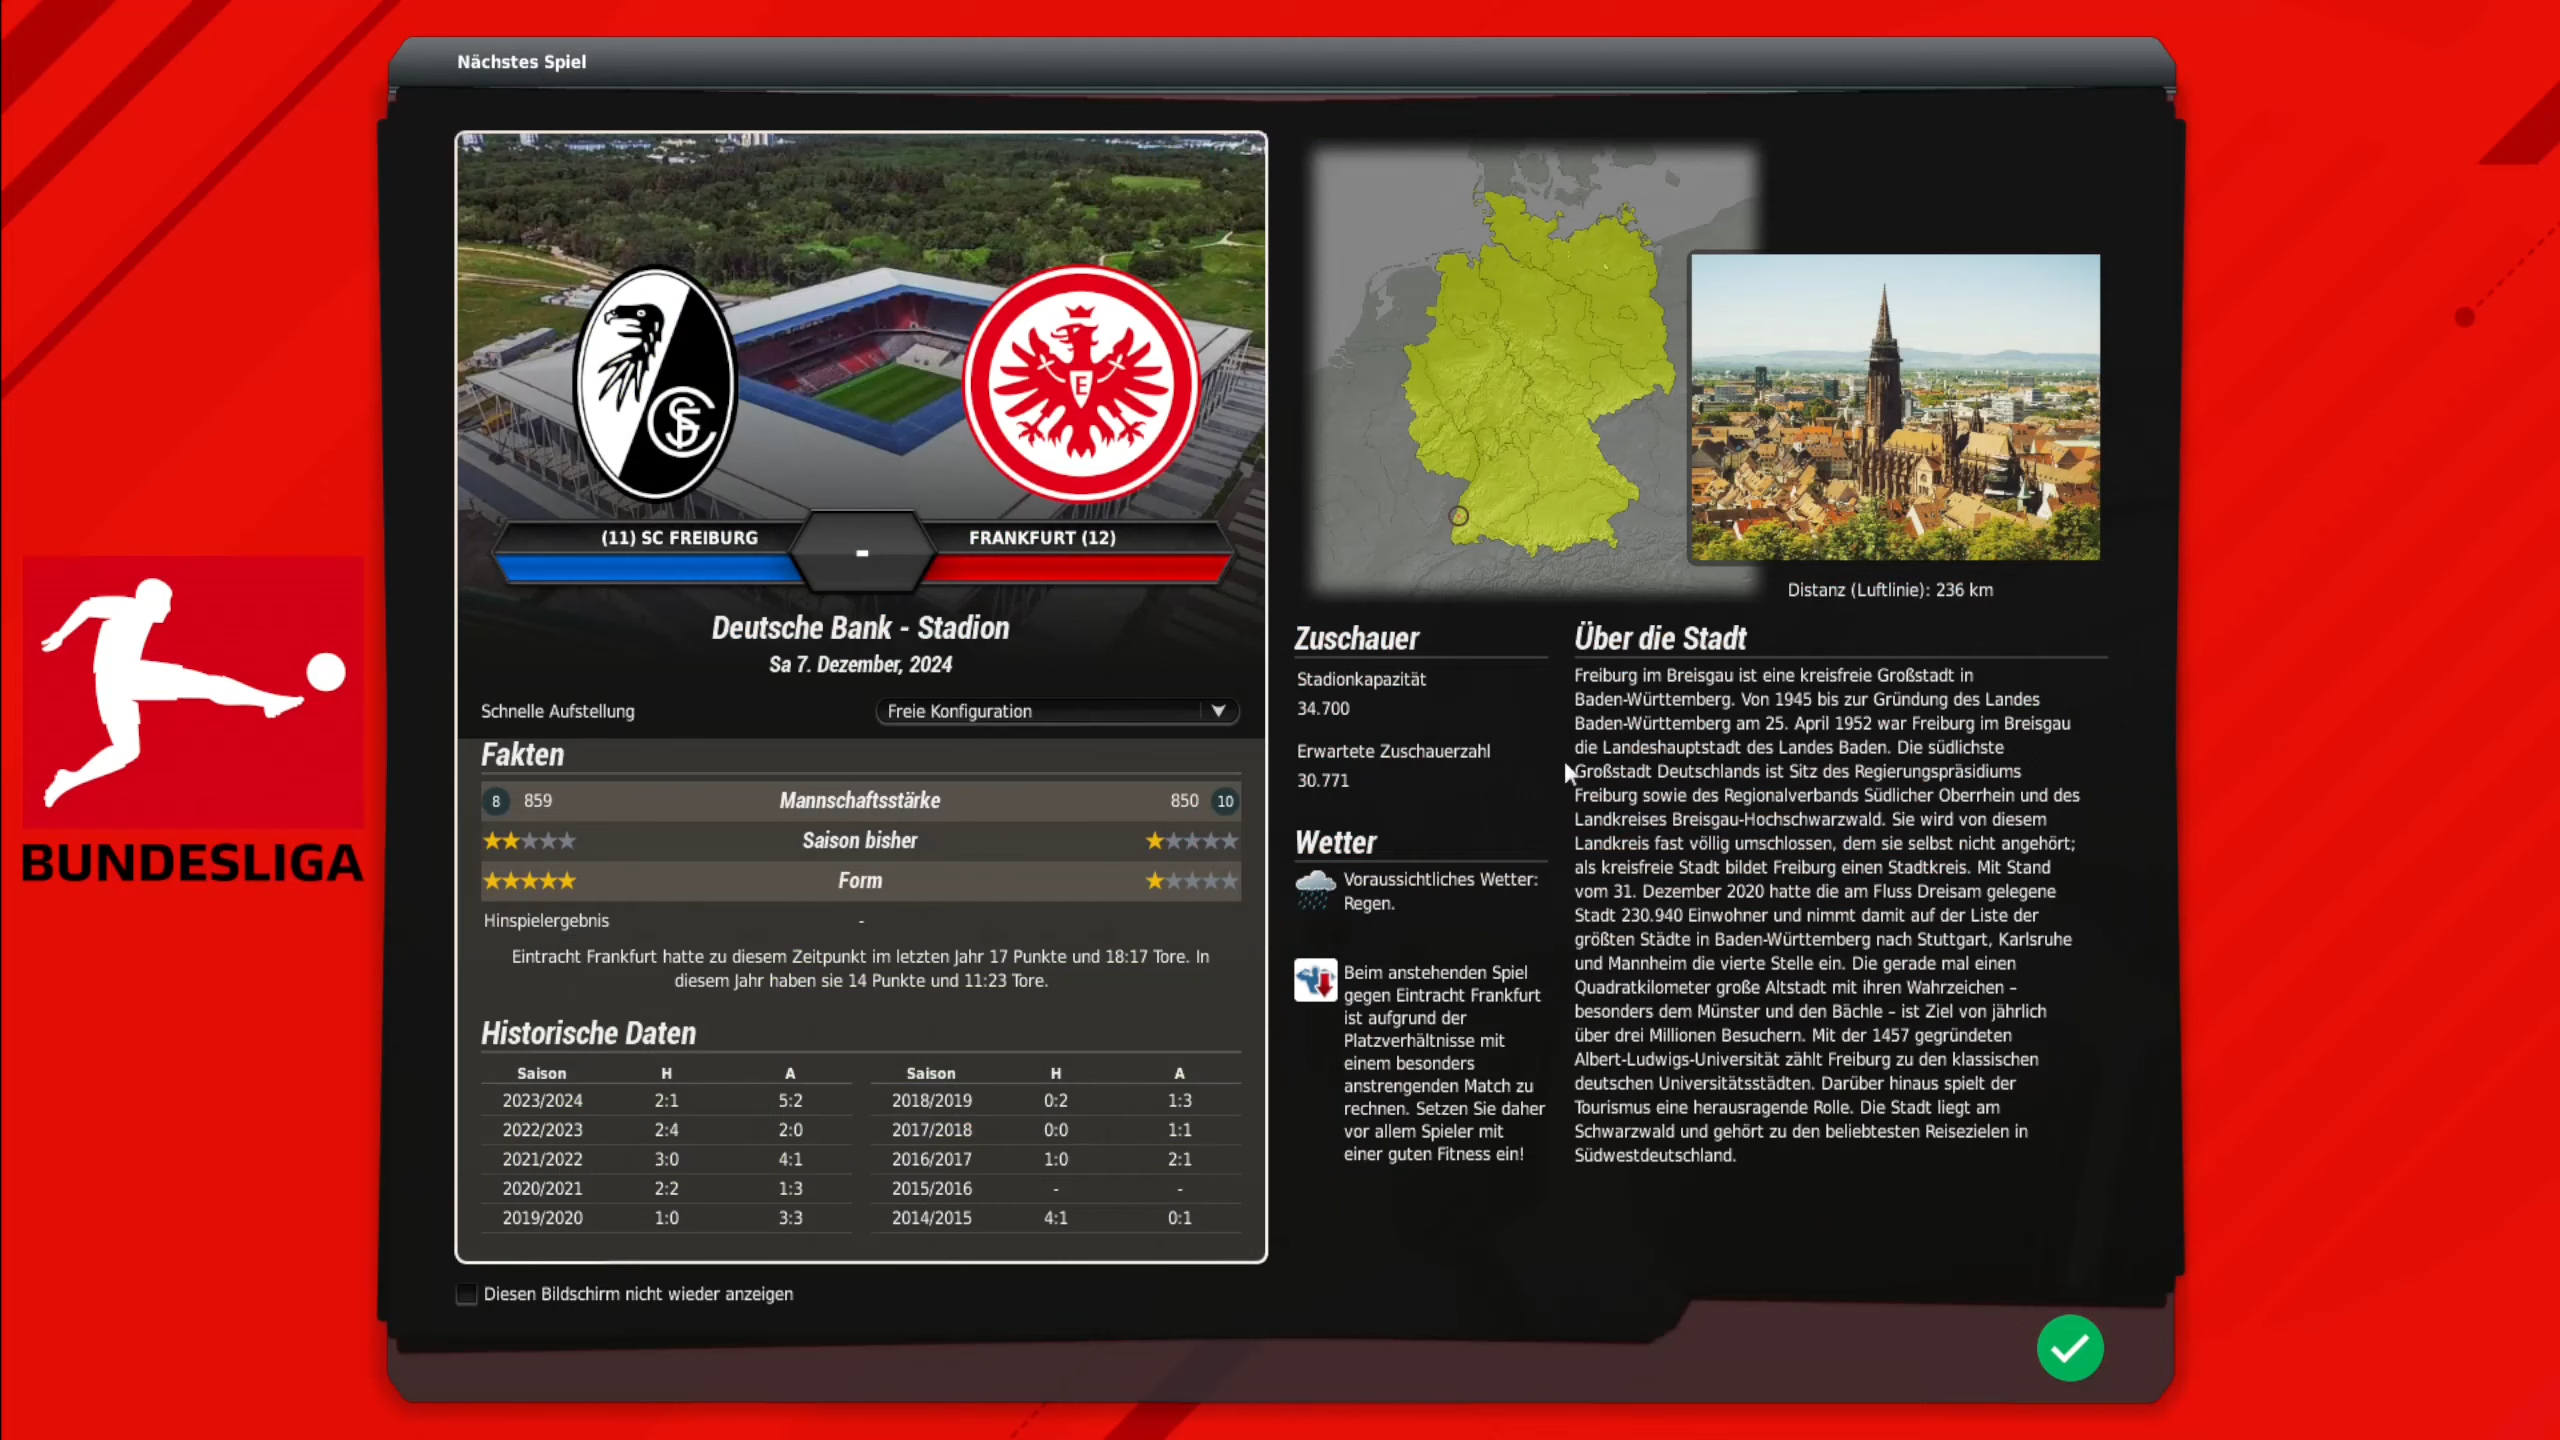 Nächstes Spiel
(11) SC FREIBURG
-
FRANKFURT (12)
Deutsche Bank - Stadion
Sa 7. Dezember, 2024
Schnelle Aufstellung
Freie Konfiguration
Fakten
8 859 Mannschaftsstärke 850 10
Saison bisher
Form
Hinspielergebnis -
Eintracht Frankfurt hatte zu diesem Zeitpunkt im letzten Jahr 17 Punkte und 18:17 Tore. In
diesem Jahr haben sie 14 Punkte und 11:23 Tore.
Historische Daten
Saison H A Saison H A
2023/2024 2:1 5:2 2018/2019 0:2 1:3
2022/2023 2:4 2:0 2017/2018 0:0 1:1
2021/2022 3:0 4:1 2016/2017 1:0 2:1
2020/2021 2:2 1:3 2015/2016 - -
2019/2020 1:0 3:3 2014/2015 4:1 0:1
Diesen Bildschirm nicht wieder anzeigen
Distanz (Luftlinie): 236 km
Zuschauer
Stadionkapazität
34.700
Erwartete Zuschauerzahl
30.771
Wetter
Voraussichtliches Wetter:
Regen.
Beim anstehenden Spiel
gegen Eintracht Frankfurt
ist aufgrund der
Platzverhältnisse mit
einem besonders
anstrengenden Match zu
rechnen. Setzen Sie daher
vor allem Spieler mit
einer guten Fitness ein!
Über die Stadt
Freiburg im Breisgau ist eine kreisfreie Großstadt in
Baden-Württemberg. Von 1945 bis zur Gründung des Landes
Baden-Württemberg am 25. April 1952 war Freiburg im Breisgau
die Landeshauptstadt des Landes Baden. Die südlichste
Großstadt Deutschlands ist Sitz des Regierungspräsidiums
Freiburg sowie des Regionalverbands Südlicher Oberrhein und des
Landkreises Breisgau-Hochschwarzwald. Sie wird von diesem
Landkreis fast völlig umschlossen, dem sie selbst nicht angehört;
als kreisfreie Stadt bildet Freiburg einen Stadtkreis. Mit Stand
vom 31. Dezember 2020 hatte die am Fluss Dreisam gelegene
Stadt 230.940 Einwohner und nimmt damit auf der Liste der
größten Städte in Baden-Württemberg nach Stuttgart, Karlsruhe
und Mannheim die vierte Stelle ein. Die gerade mal einen
Quadratkilometer große Altstadt mit ihren Wahrzeichen –
besonders dem Münster und den Bächle – ist Ziel von jährlich
über drei Millionen Besuchern. Mit der 1457 gegründeten
Albert-Ludwigs-Universität zählt Freiburg zu den klassischen
deutschen Universitätsstädten. Darüber hinaus spielt der
Tourismus eine herausragende Rolle. Die Stadt liegt am
Schwarzwald und gehört zu den beliebtesten Reisezielen in
Südwestdeutschland.
BUNDESLIGA